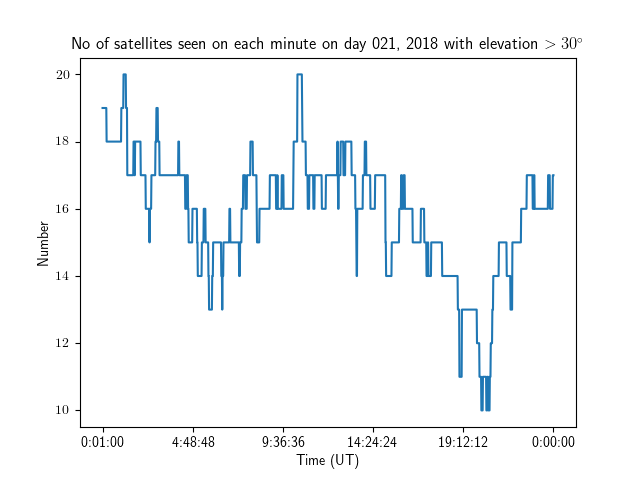 No of satellites seen on each minute on day 021, 2018 with elevation > 30°
20
18
16
14
12
10
Number
0:01:00 4:48:48 9:36:36 14:24:24 19:12:12 0:00:00
Time (UT)